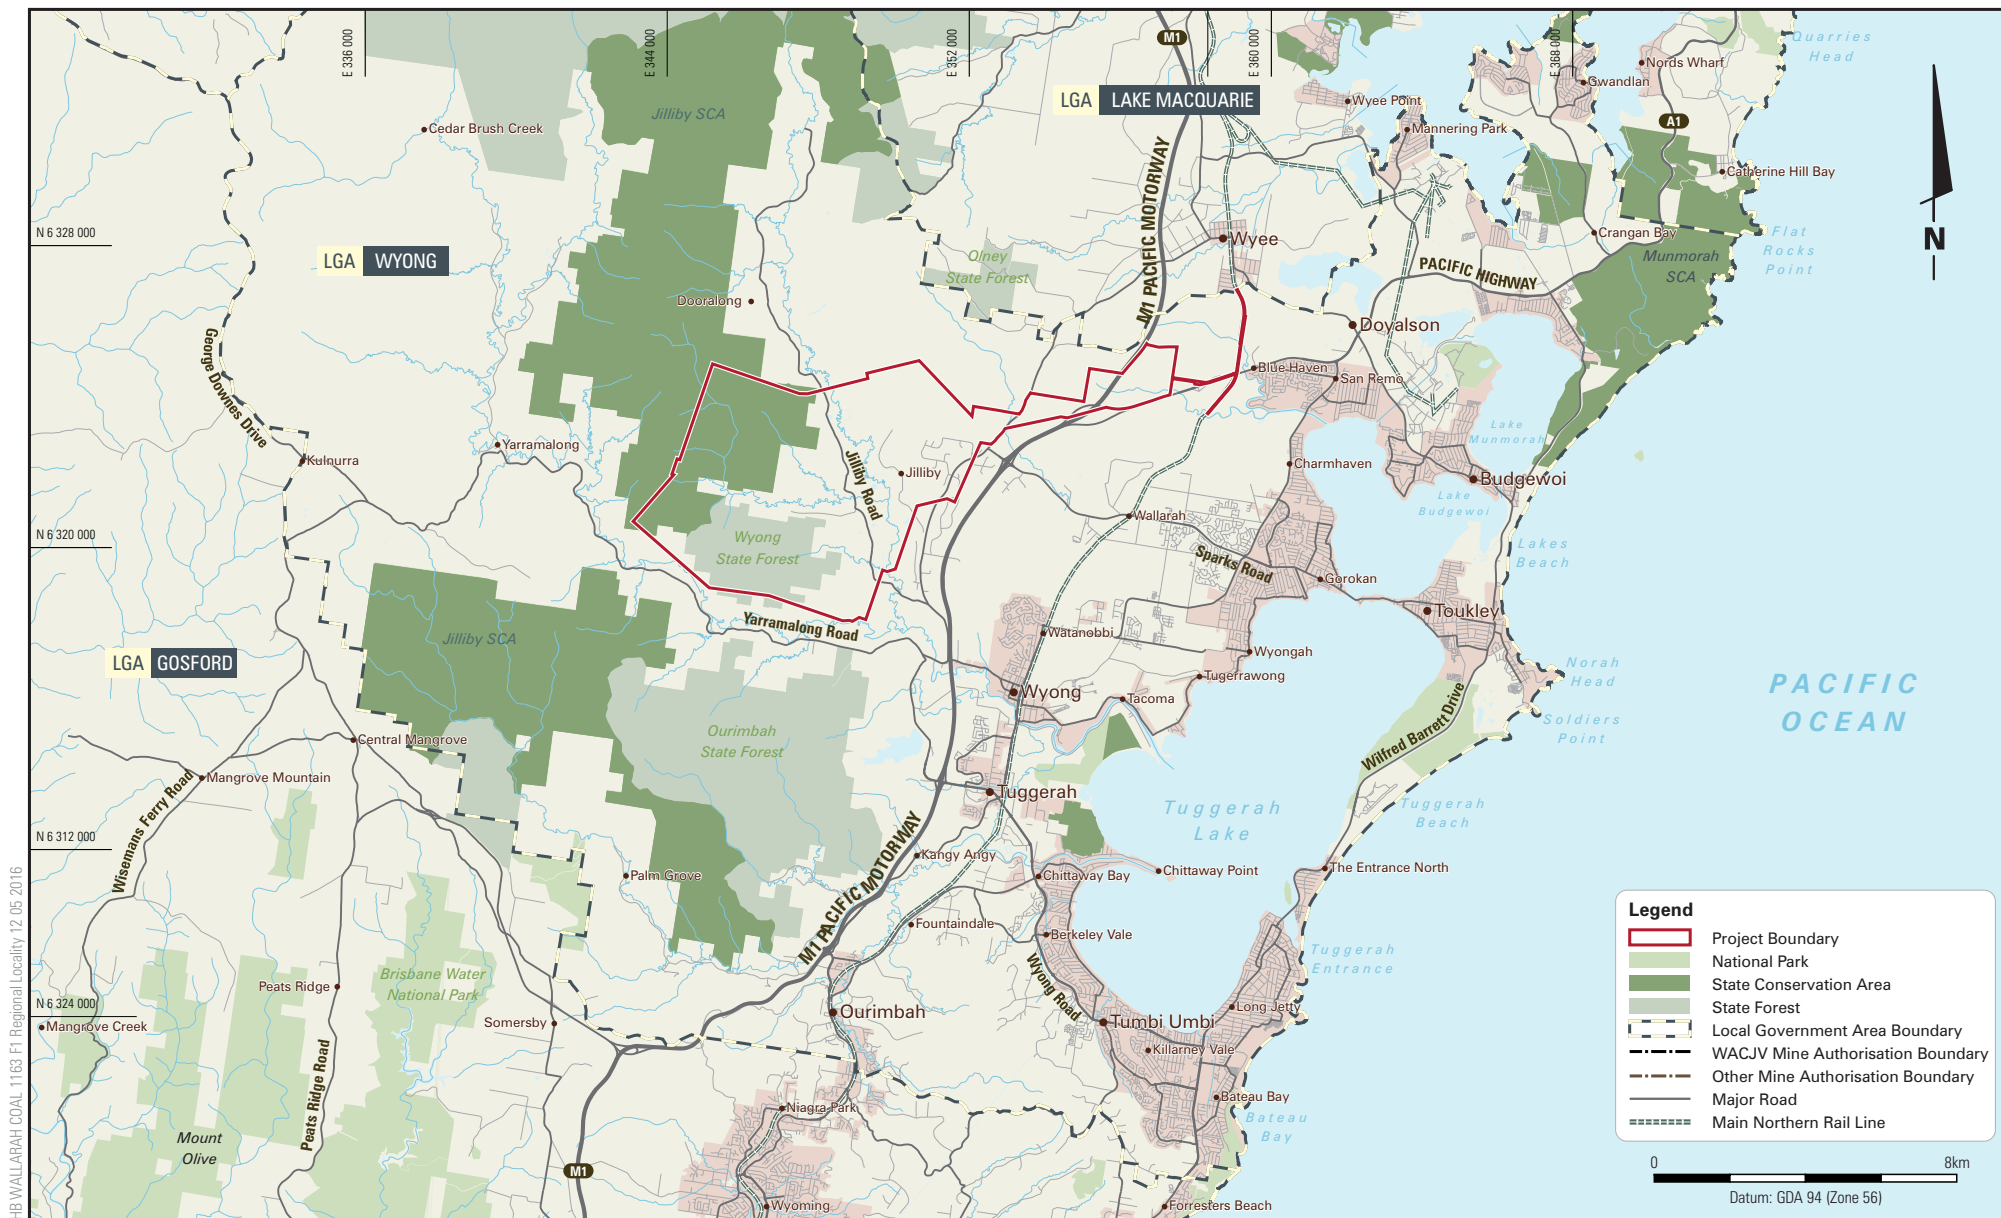 E 336 000
E 344 000
E 352 000
E 360 000
E 368 000
M1
Quarries
Head
Nords Wharf
Gwandlan
LGA LAKE MACQUARIE
Wyee Point
Jilliby SCA
Cedar Brush Creek
Mannering Park
A1
M1 PACIFIC MOTORWAY
Catherine Hill Bay
N 6 328 000
Wyee
Crangan Bay
Flat
Rocks
Point
N
LGA WYONG
Olney
State Forest
PACIFIC HIGHWAY
Munmorah
SCA
Dooralong
Doyalson
George Downes Drive
Blue Haven
San Remo
Lake
Munmorah
Yarramalong
Kulnurra
Jilliby Road
Jilliby
Charmhaven
Budgewoi
Lake
Budgewoi
Wallarah
N 6 320 000
Wyong
State Forest
Sparks Road
Lakes
Beach
Gorokan
Toukley
Yarramalong Road
Watanobbi
Jilliby SCA
Wyongah
LGA GOSFORD
Norah
Head
Tugerrawong
Wyong
Tacoma
PACIFIC
OCEAN
Soldiers
Point
Ourimbah
State Forest
Wilfred Barrett Drive
Central Mangrove
Mangrove Mountain
Wisemans Ferry Road
Tuggerah
Tuggerah
Lake
Tuggerah
Beach
N 6 312 000
M1 PACIFIC MOTORWAY
Kangy Angy
The Entrance North
Palm Grove
Chittaway Bay
Chittaway Point
Fountaindale
Berkeley Vale
Tuggerah
Entrance
Brisbane Water
National Park
Peats Ridge
Wyong Road
N 6 324 000
Mangrove Creek
Somersby
Ourimbah
Tumbi Umbi
Long Jetty
Killarney Vale
Peats Ridge Road
Niagra Park
Bateau Bay
Bateau
Bay
Mount
Olive
M1
Wyoming
Forresters Beach
Legend
Project Boundary
National Park
State Conservation Area
State Forest
Local Government Area Boundary
WACJV Mine Authorisation Boundary
Other Mine Authorisation Boundary
Major Road
Main Northern Rail Line
0 8km
Datum: GDA 94 (Zone 56)
HB WALLARAH COAL 1163 F1 Regional Locality 12 05 2016